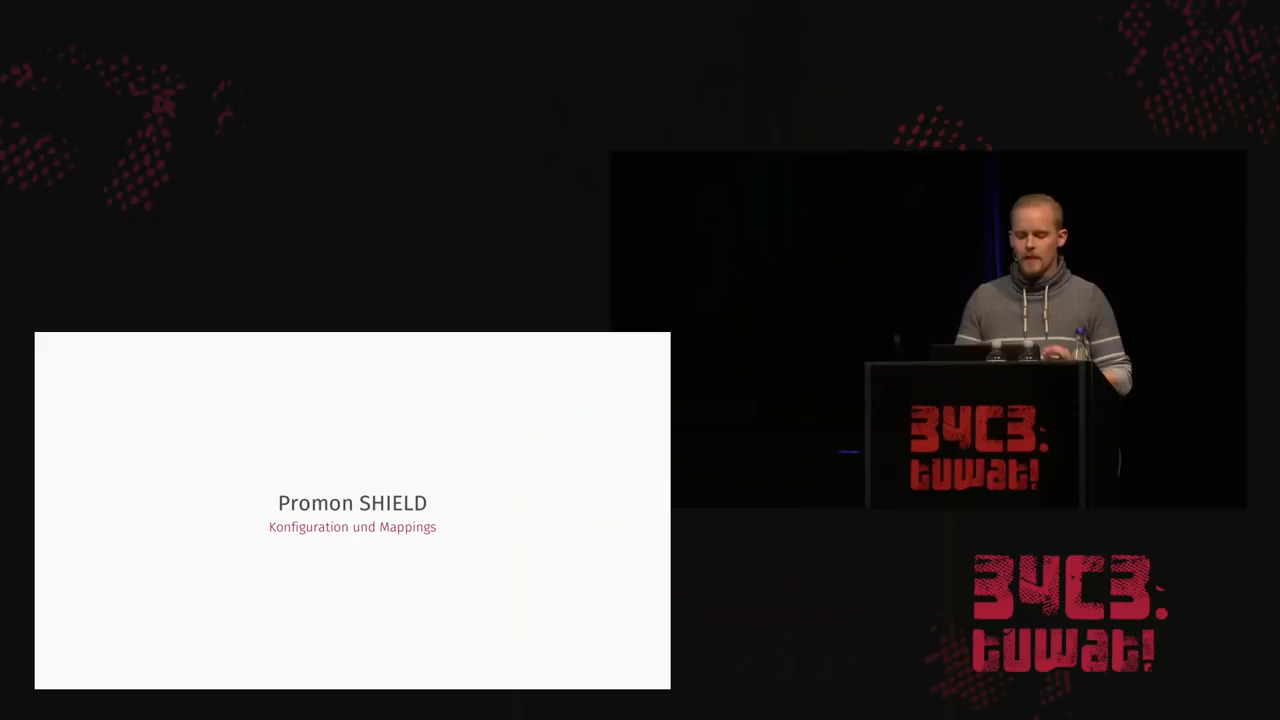 Promon SHIELD
Konfiguration und Mappings
34C3.
tuwat!
34C3.
tuwat!